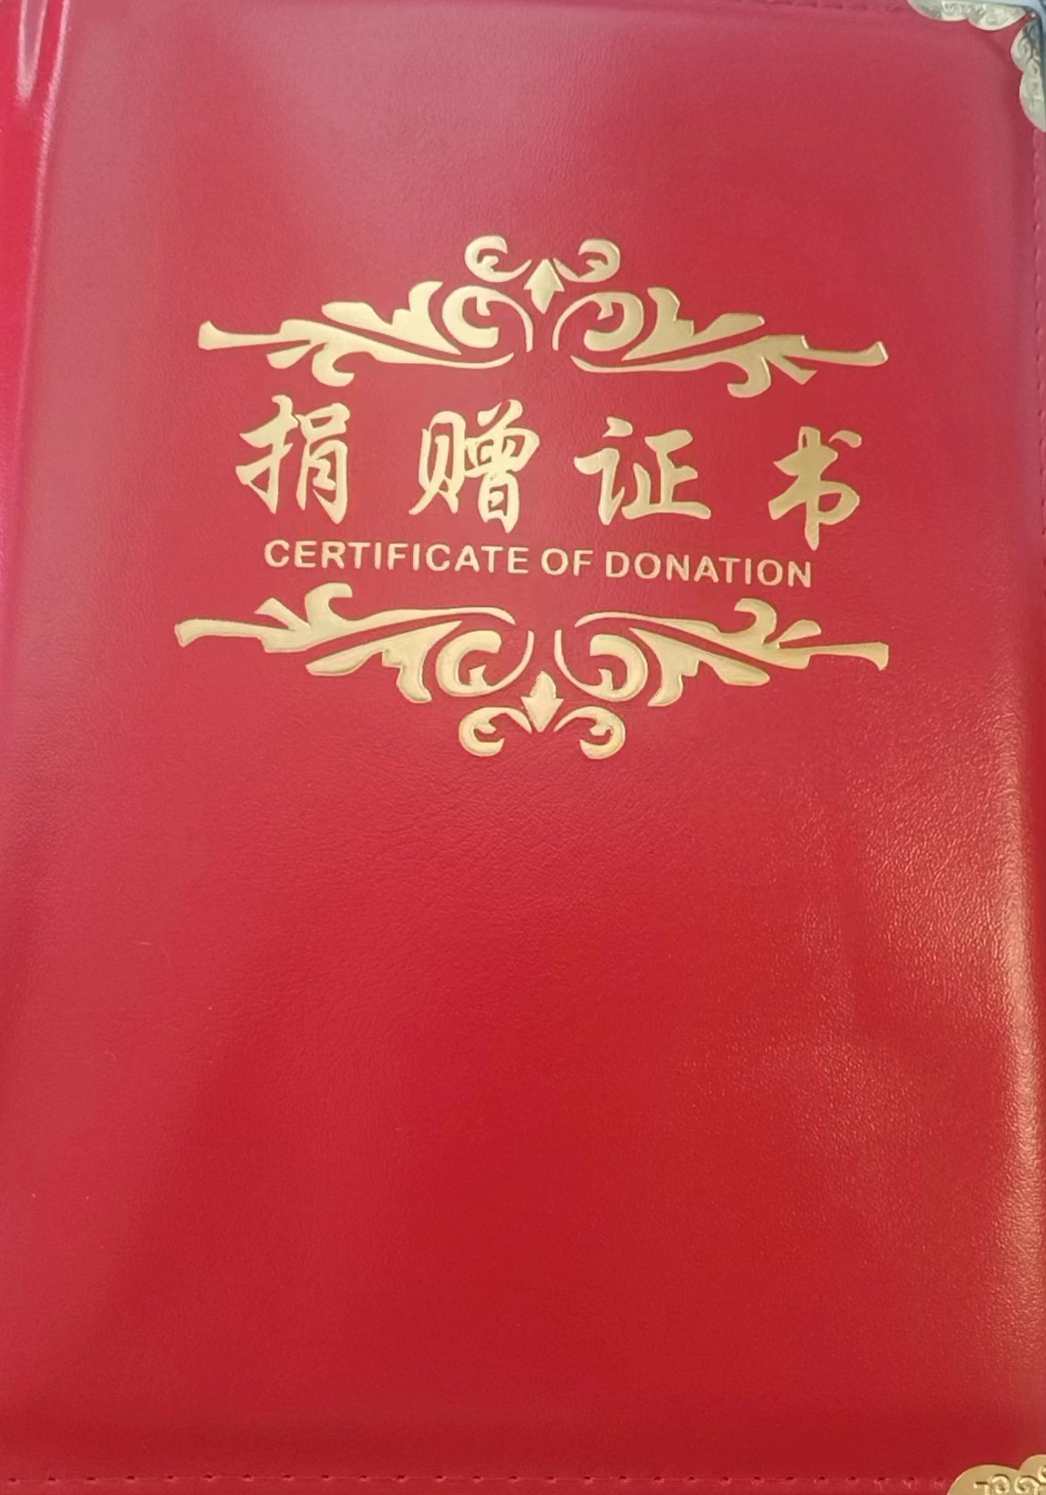 捐赠证书
CERTIFICATE OF DONATION